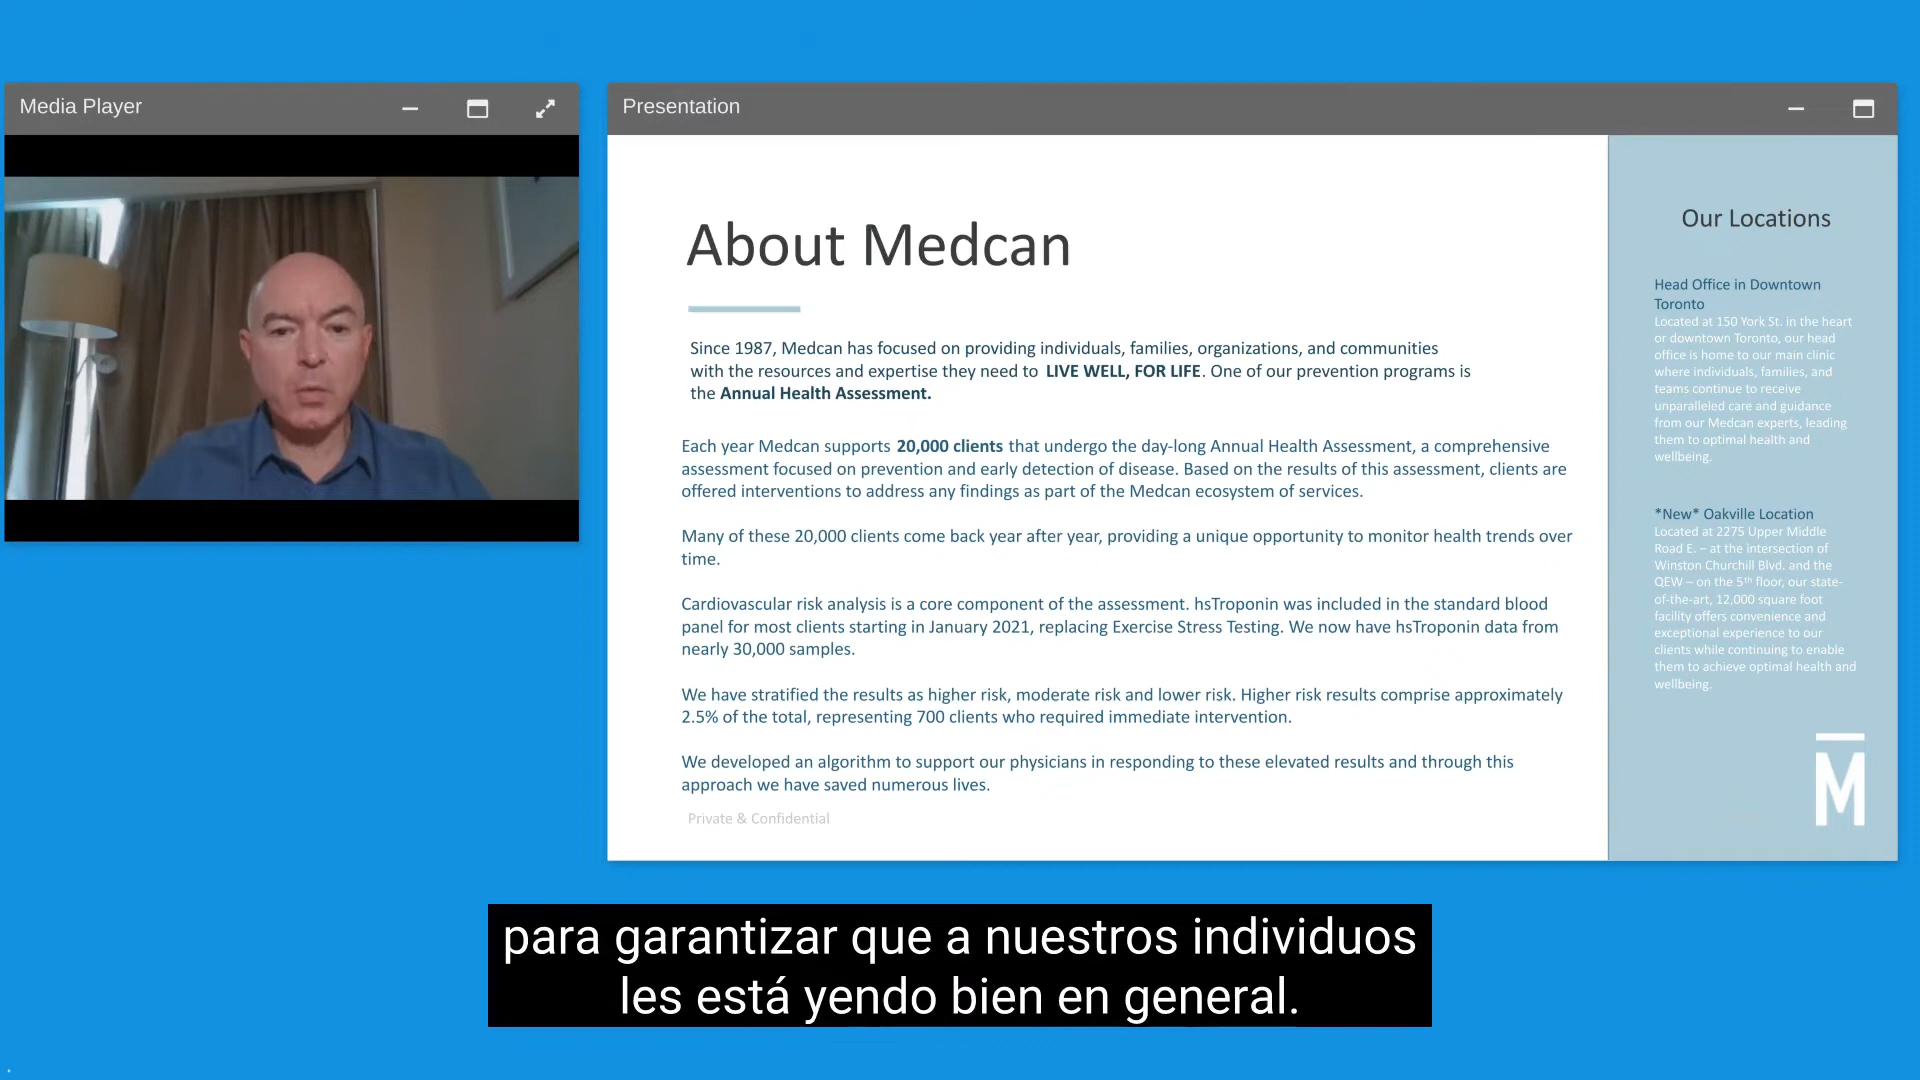 Media Player
Presentation
About Medcan
Since 1987, Medcan has focused on providing individuals, families, organizations, and communities
with the resources and expertise they need to LIVE WELL, FOR LIFE. One of our prevention programs is
the Annual Health Assessment.
Each year Medcan supports 20,000 clients that undergo the day-long Annual Health Assessment, a comprehensive
assessment focused on prevention and early detection of disease. Based on the results of this assessment, clients are
offered interventions to address any findings as part of the Medcan ecosystem of services.
Many of these 20,000 clients come back year after year, providing a unique opportunity to monitor health trends over
time.
Cardiovascular risk analysis is a core component of the assessment. hsTroponin was included in the standard blood
panel for most clients starting in January 2021, replacing Exercise Stress Testing. We now have hsTroponin data from
nearly 30,000 samples.
We have stratified the results as higher risk, moderate risk and lower risk. Higher risk results comprise approximately
2.5% of the total, representing 700 clients who required immediate intervention.
We developed an algorithm to support our physicians in responding to these elevated results and through this
approach we have saved numerous lives.
Private & Confidential
Our Locations
Head Office in Downtown
Toronto
Located at 150 York St. in the heart
or downtown Toronto, our head
office is home to our main clinic
where individuals, families, and
teams continue to receive
unparalleled care and guidance
from our Medcan experts, leading
them to optimal health and
wellbeing.
*New* Oakville Location
Located at 2275 Upper Middle
Road E. – at the intersection of
Winston Churchill Blvd. and the
QEW – on the 5th floor, our state-
of-the-art, 12,000 square foot
facility offers convenience and
exceptional experience to our
clients while continuing to enable
them to achieve optimal health and
wellbeing.
M
para garantizar que a nuestros individuos
les está yendo bien en general.